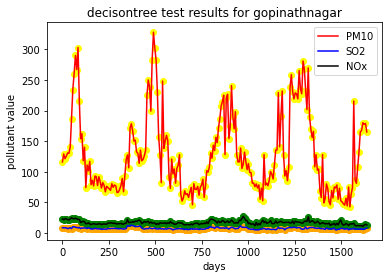 decisontree test results for gopinathnagar
PM10
SO2
NOx
pollutant value
300
250
200
150
100
50
0
0
250
500
750
1000
1250
1500
days